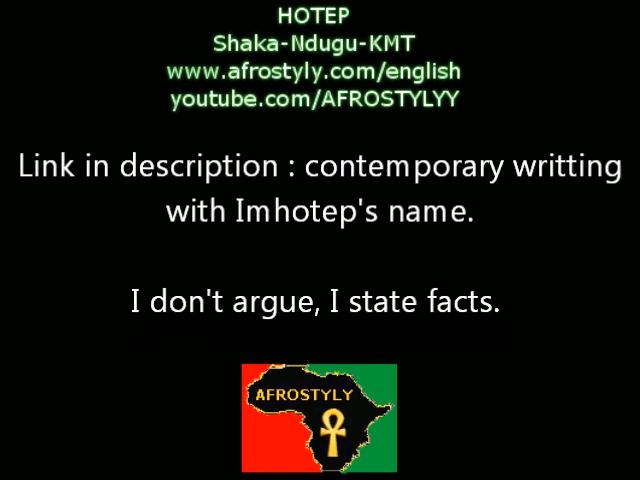 HOTEP
Shaka-Ndugu-KMT
www.afrostyly.com/english
youtube.com/AFROSTYLYY
Link in description : contemporary writting
with Imhotep's name.
I don't argue, I state facts.
AFROSTYLY